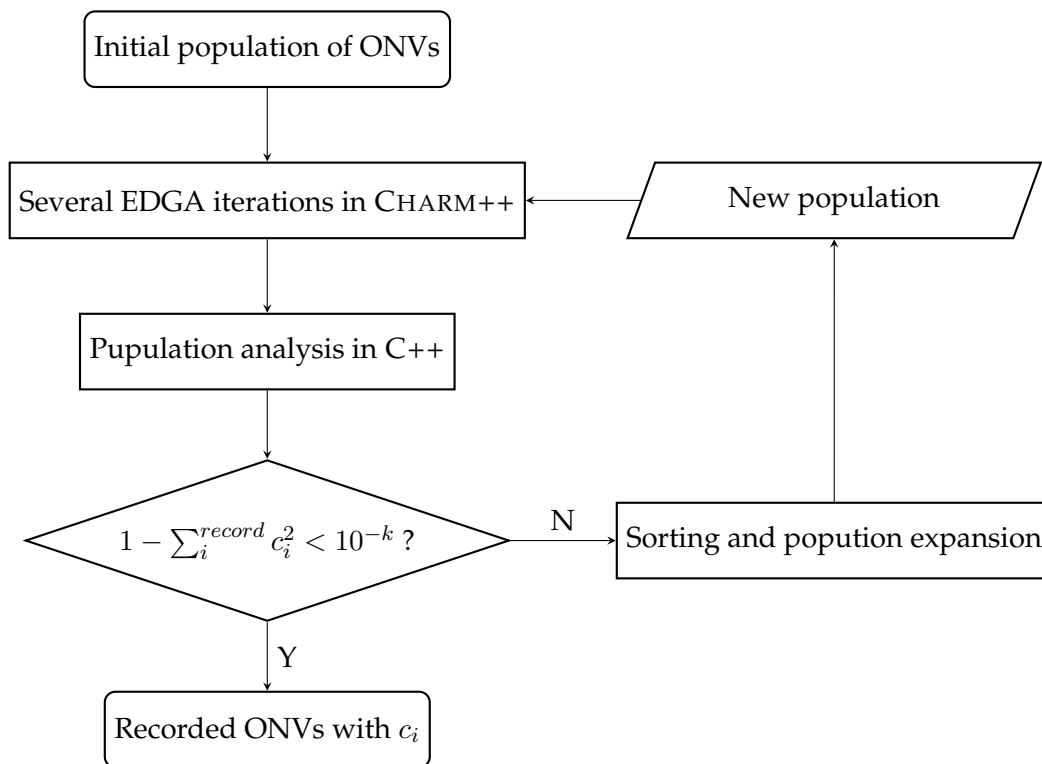 Initial population of ONVs
Several EDGA iterations in CHARM++
New population
Pupulation analysis in C++
1 − ∑_i^{record} c_i^2 < 10^{−k} ?
N
Sorting and popution expansion
Y
Recorded ONVs with c_i